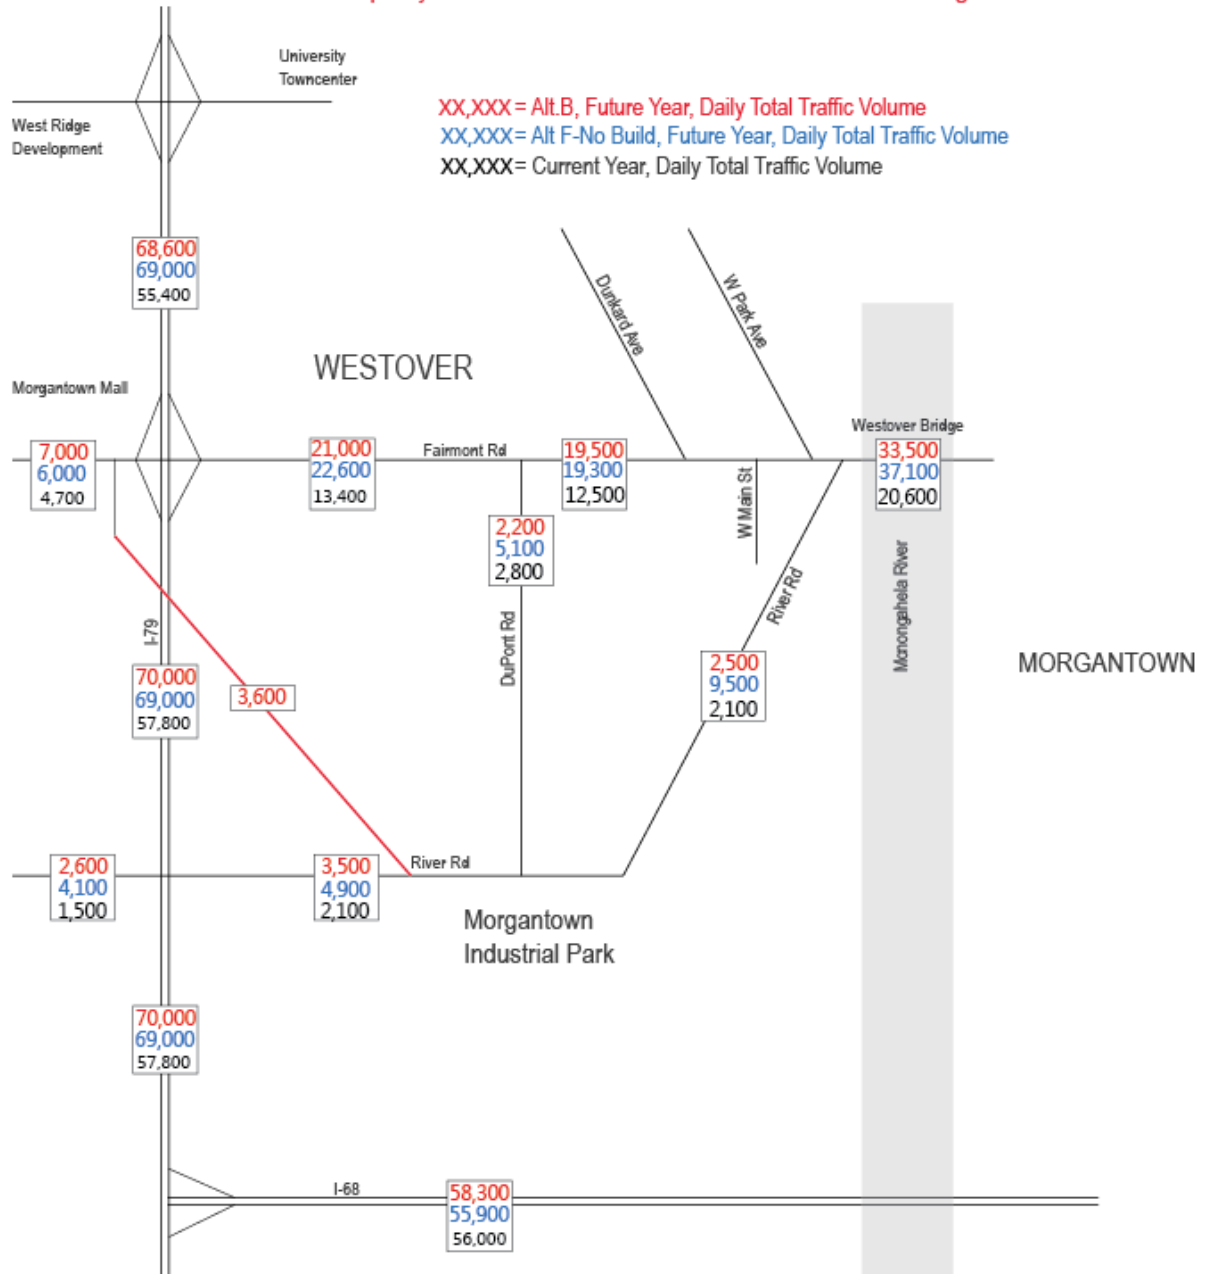 University
Towncenter
XX,XXX = Alt.B, Future Year, Daily Total Traffic Volume
West Ridge
Development
XX,XXX = Alt F-No Build, Future Year, Daily Total Traffic Volume
XX,XXX = Current Year, Daily Total Traffic Volume
68,600
69,000
55,400
Dunkard Ave
W Park Ave
WESTOVER
Morgantown Mall
Westover Bridge
7,000
6,000
4,700
21,000
22,600
13,400
Fairmont Rd
19,500
19,300
12,500
33,500
37,100
20,600
W Main St
2,200
5,100
2,800
River Rd
Monongahela River
I-79
DuPont Rd
70,000
69,000
57,800
3,600
2,500
9,500
2,100
MORGANTOWN
2,600
4,100
1,500
3,500
4,900
2,100
River Rd
Morgantown
Industrial Park
70,000
69,000
57,800
I-68
58,300
55,900
56,000